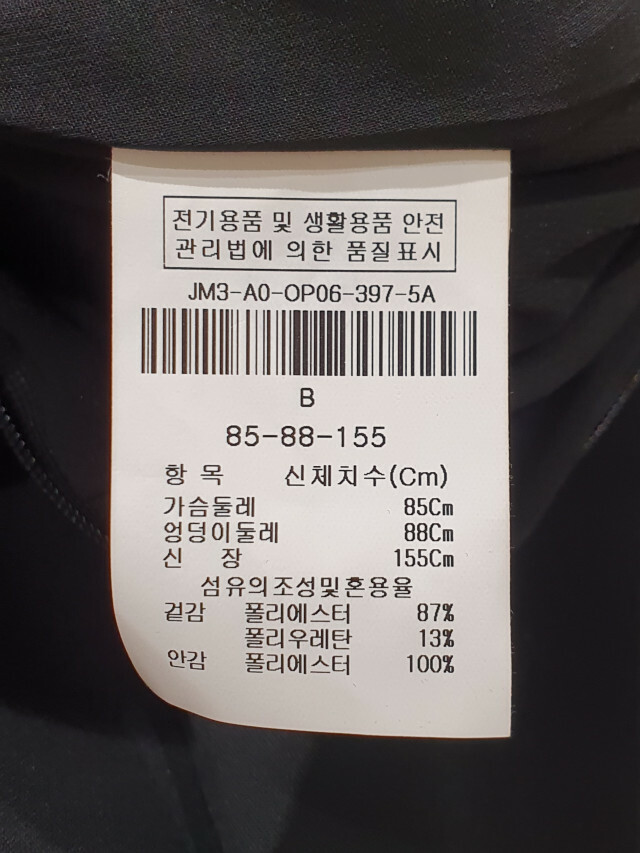 전기용품 및 생활용품 안전
관리법에 의한 품질표시
JM3-A0-OP06-397-5A
B
85-88-155
항 목 신체치수(Cm)
가슴둘레 85Cm
엉덩이둘레 88Cm
신 장 155Cm
섬유의조성및혼용율
겉감 폴리에스터 87%
폴리우레탄 13%
안감 폴리에스터 100%